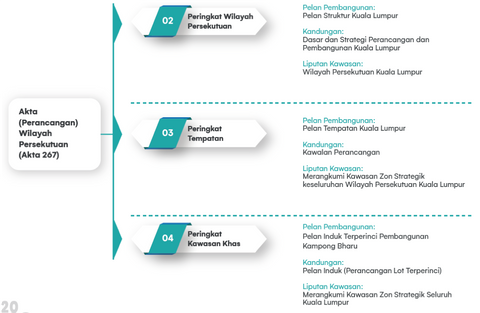 Akta
(Perancangan)
Wilayah
Persekutuan
(Akta 267)
02
Peringkat Wilayah
Persekutuan
Pelan Pembangunan:
Pelan Struktur Kuala Lumpur
Kandungan:
Dasar dan Strategi Perancangan dan
Pembangunan Kuala Lumpur
Liputan Kawasan:
Wilayah Persekutuan Kuala Lumpur
03
Peringkat
Tempatan
Pelan Pembangunan:
Pelan Tempatan Kuala Lumpur
Kandungan:
Kawalan Perancangan
Liputan Kawasan:
Merangkumi Kawasan Zon Strategik
keseluruhan Wilayah Persekutuan Kuala Lumpur
04
Peringkat
Kawasan Khas
Pelan Pembangunan:
Pelan Induk Terperinci Pembangunan
Kampong Bharu
Kandungan:
Pelan Induk (Perancangan Lot Terperinci)
Liputan Kawasan:
Merangkumi Kawasan Zon Strategik Seluruh
Kuala Lumpur
20